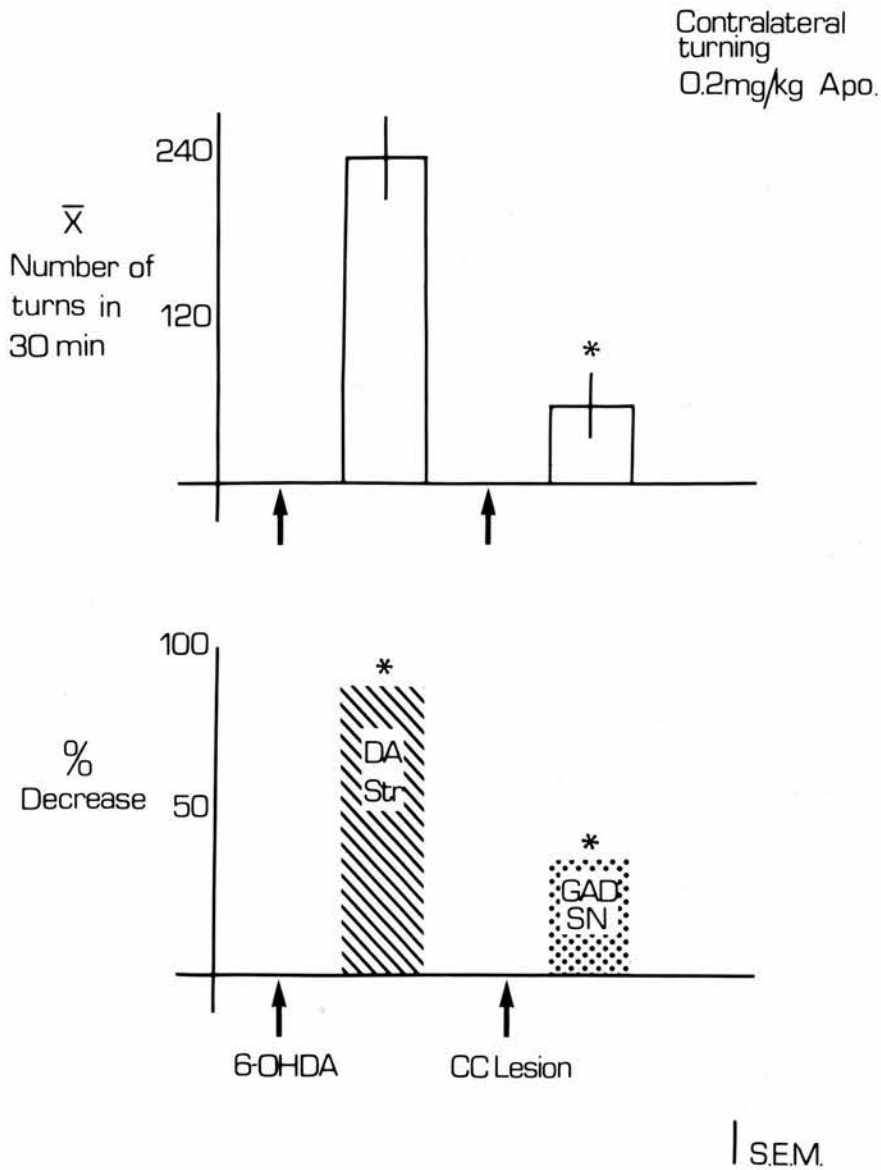 Contralateral
turning
0.2mg/kg Apo.
240
X̅
Number of
turns in
30 min
120
*
100
*
%
Decrease
DA
Str
50
*
GAD
SN
6-OHDA
CC Lesion
S.E.M.